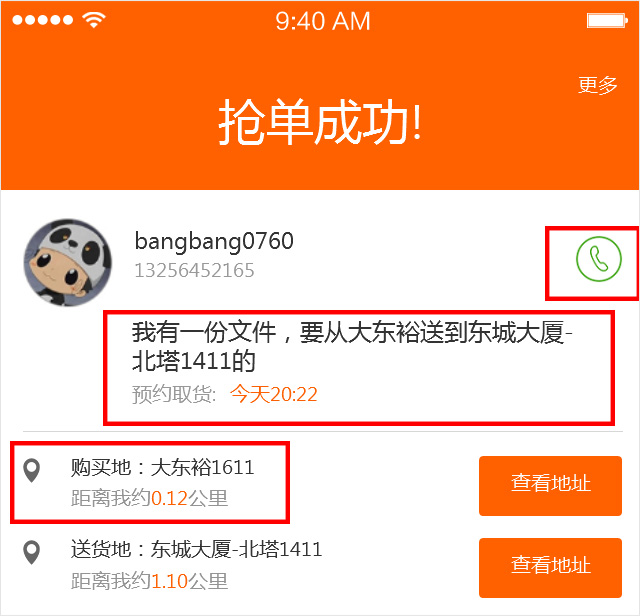 9:40 AM
更多
抢单成功!
bangbang0760
13256452165
我有一份文件，要从大东裕送到东城大厦-
北塔1411的
预约取货: 今天20:22
购买地：大东裕1611
距离我约0.12公里
查看地址
送货地：东城大厦-北塔1411
距离我约1.10公里
查看地址